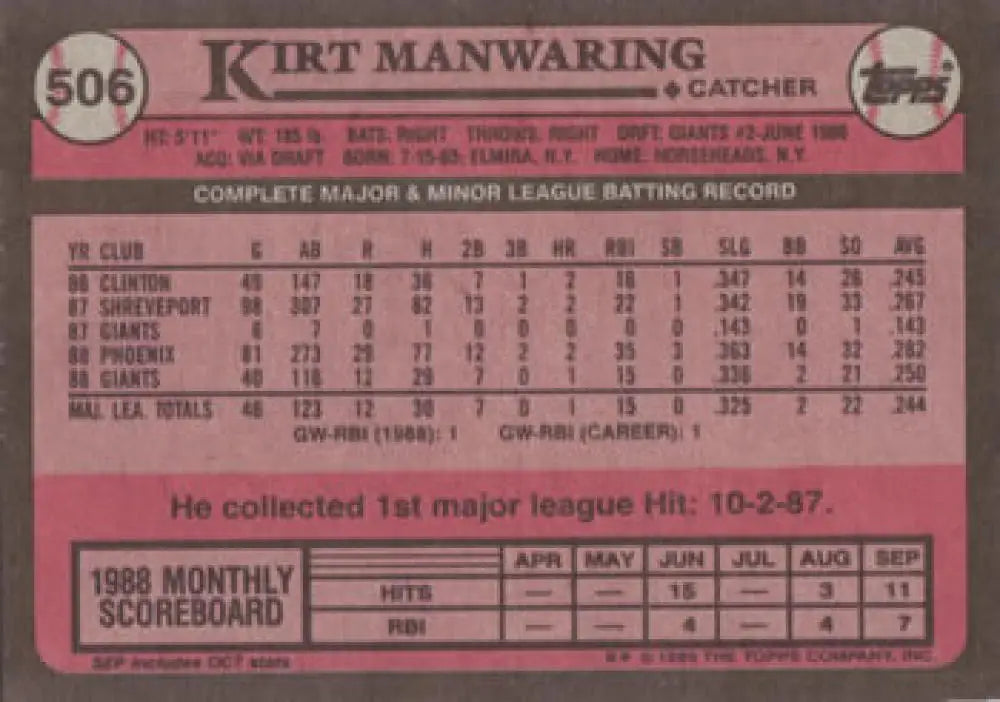 506
KIRT MANWARING
◆ CATCHER
TOPPS®
HT: 5'11" WT: 185 lb. BATS: RIGHT THROWS: RIGHT DRFT: GIANTS #2-JUNE 1986
ACQ: VIA DRAFT BORN: 7-15-65, ELMIRA, N.Y. HOME: HORSEHEADS, N.Y.
COMPLETE MAJOR & MINOR LEAGUE BATTING RECORD
YR CLUB G AB R H 2B 3B HR RBI SB SLG BB SO AVG
86 CLINTON 49 147 18 36 7 1 2 16 1 .347 14 26 .245
87 SHREVEPORT 98 307 27 82 13 2 2 22 1 .342 19 33 .267
87 GIANTS 6 7 0 1 0 0 0 0 0 .143 0 1 .143
88 PHOENIX 81 273 29 77 12 2 2 35 3 .363 14 32 .282
88 GIANTS 40 116 12 29 7 0 1 15 0 .336 2 21 .250
MAJ. LEA. TOTALS 46 123 12 30 7 0 1 15 0 .325 2 22 .244
GW-RBI (1988): 1 GW-RBI (CAREER): 1
He collected 1st major league Hit: 10-2-87.
1988 MONTHLY SCOREBOARD
APR MAY JUN JUL AUG SEP
HITS — — 15 — 3 11
RBI — — 4 — 4 7
SEP includes OCT stats
© 1989 THE TOPPS COMPANY, INC.